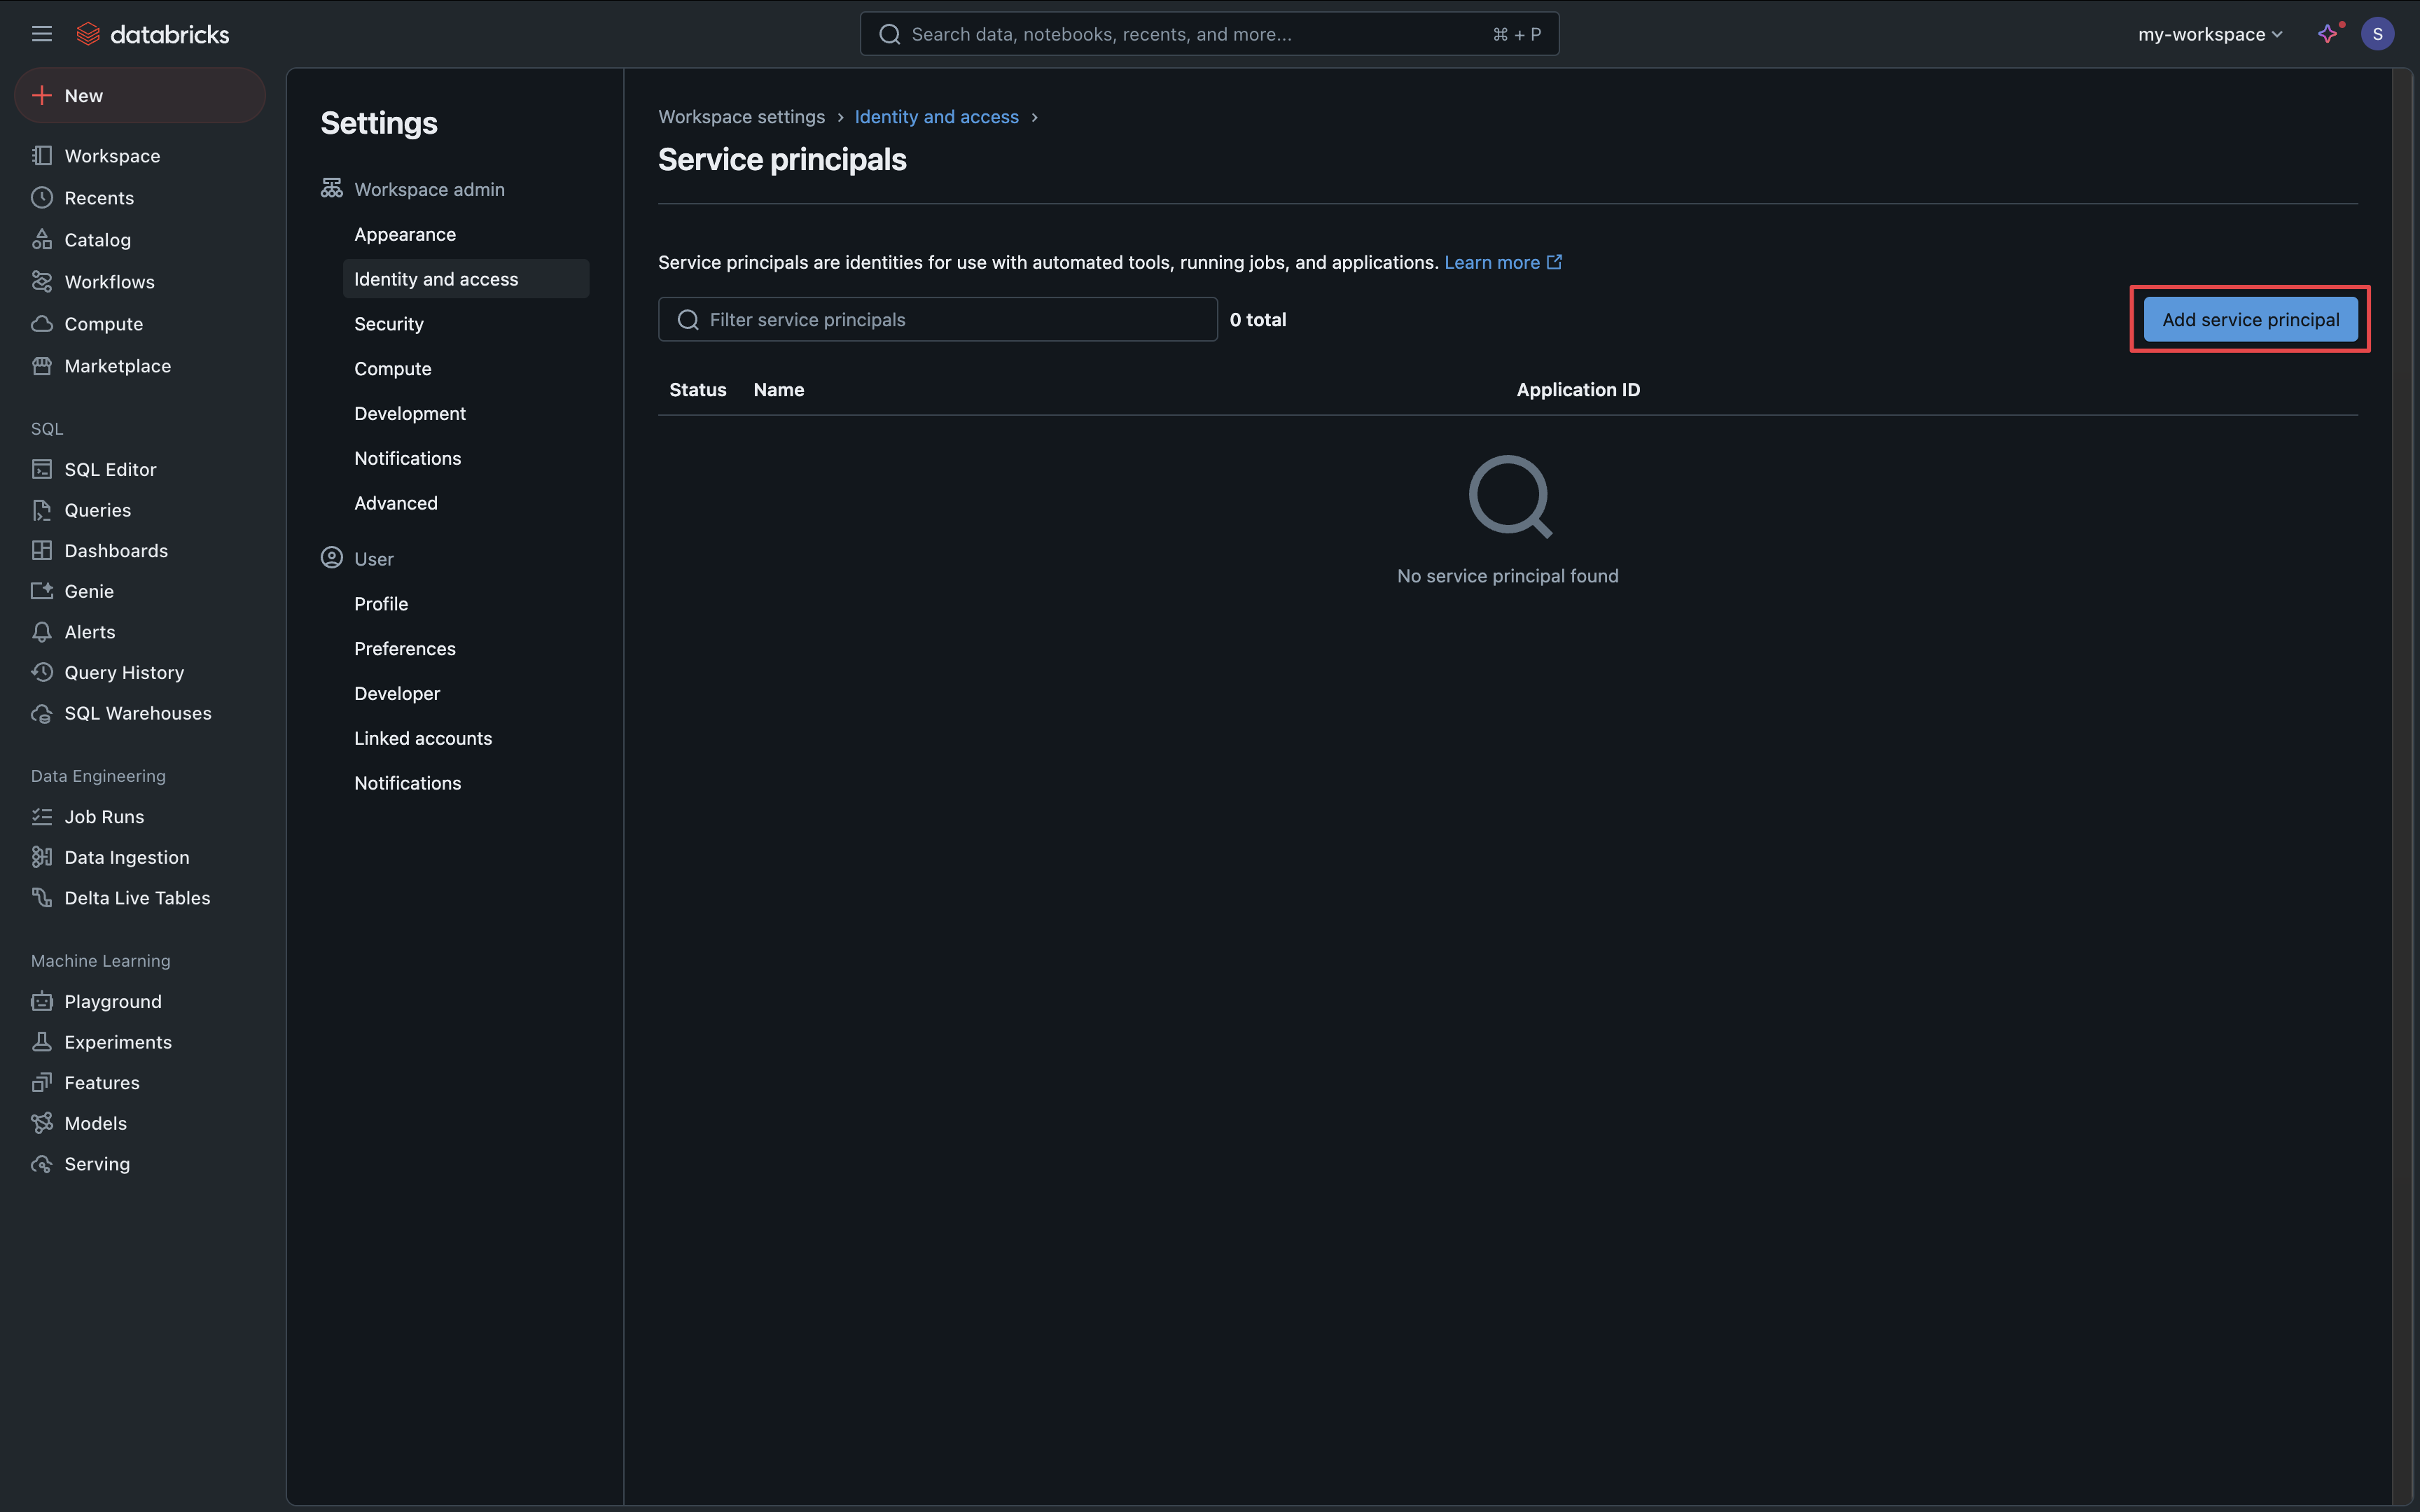 databricks
Search data, notebooks, recents, and more...
⌘ + P
my-workspace
S
New
Workspace
Recents
Catalog
Workflows
Compute
Marketplace
SQL
SQL Editor
Queries
Dashboards
Genie
Alerts
Query History
SQL Warehouses
Data Engineering
Job Runs
Data Ingestion
Delta Live Tables
Machine Learning
Playground
Experiments
Features
Models
Serving
Settings
Workspace admin
Appearance
Identity and access
Security
Compute
Development
Notifications
Advanced
User
Profile
Preferences
Developer
Linked accounts
Notifications
Workspace settings › Identity and access ›
Service principals
Service principals are identities for use with automated tools, running jobs, and applications. Learn more
Filter service principals
0 total
Add service principal
Status Name Application ID
No service principal found